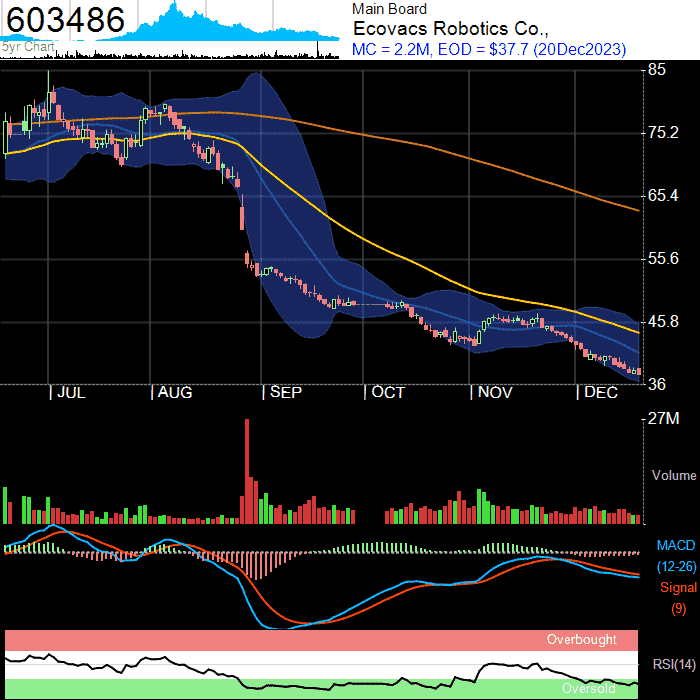 603486
5yr Chart
Main Board
Ecovacs Robotics Co.,
MC = 2.2M, EOD = $37.7 (20Dec2023)
85
75.2
65.4
55.6
45.8
36
| JUL | AUG | SEP | OCT | NOV | DEC
27M
Volume
MACD
(12-26)
Signal
(9)
Overbought
RSI(14)
Oversold